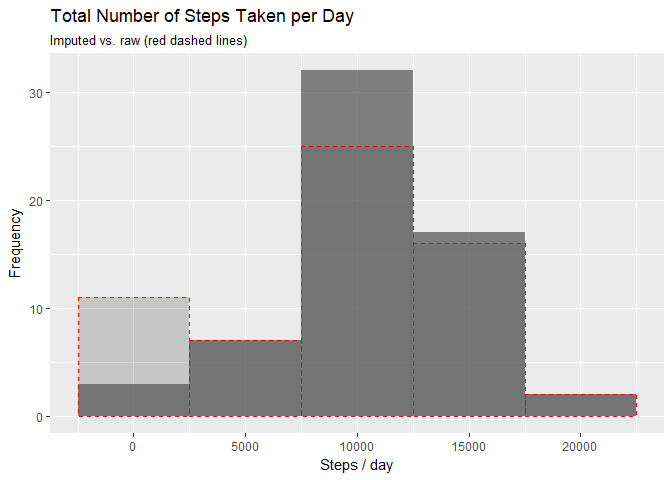 Total Number of Steps Taken per Day
Imputed vs. raw (red dashed lines)
30
20
10
0
Frequency
0 5000 10000 15000 20000
Steps / day